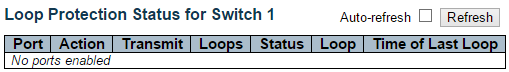 Loop Protection Status for Switch 1
Auto-refresh Refresh
Port Action Transmit Loops Status Loop Time of Last Loop
No ports enabled